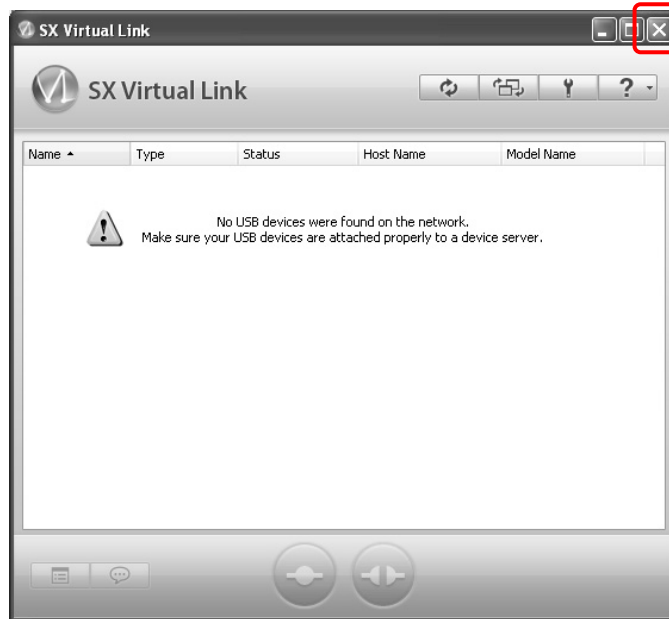 SX Virtual Link
SX Virtual Link
?
Name Type Status Host Name Model Name
No USB devices were found on the network.
Make sure your USB devices are attached properly to a device server.